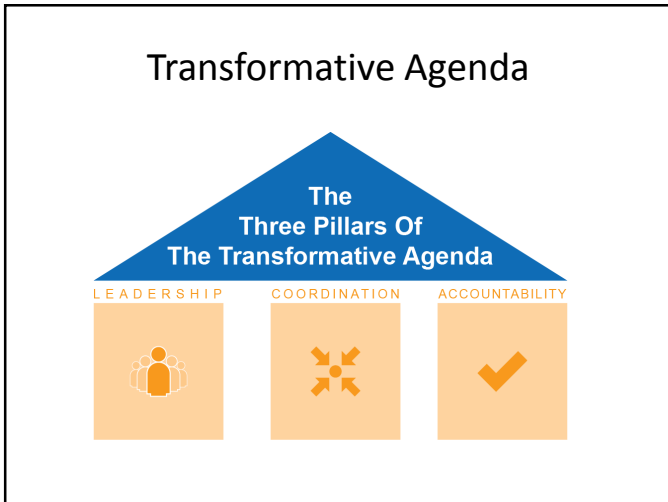 Transformative Agenda
The
Three Pillars Of
The Transformative Agenda
LEADERSHIP
COORDINATION
ACCOUNTABILITY